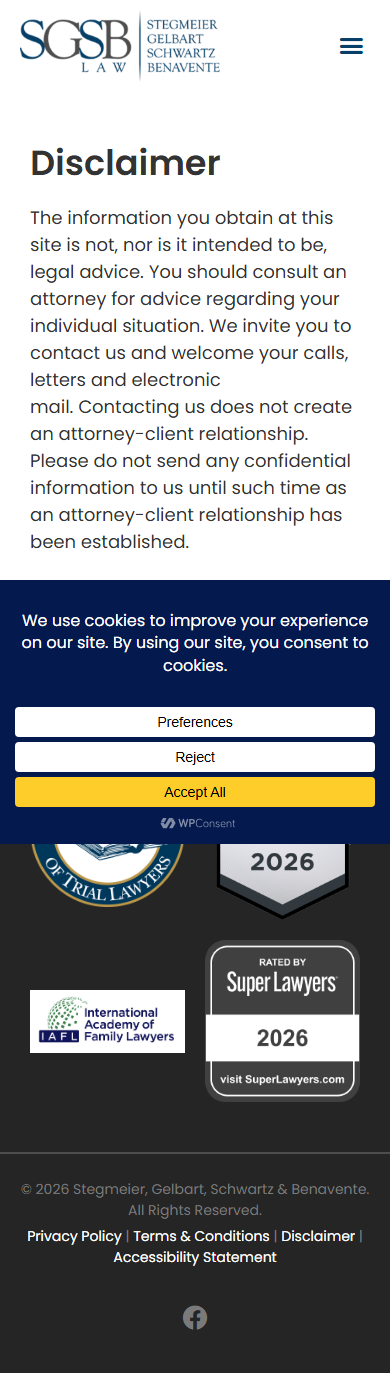 SGSB
LAW
STEGMEIER
GELBART
SCHWARTZ
BENAVENTE
Disclaimer
The information you obtain at this
site is not, nor is it intended to be,
legal advice. You should consult an
attorney for advice regarding your
individual situation. We invite you to
contact us and welcome your calls,
letters and electronic
mail. Contacting us does not create
an attorney-client relationship.
Please do not send any confidential
information to us until such time as
an attorney-client relationship has
been established.
We use cookies to improve your experience
on our site. By using our site, you consent to
cookies.
Preferences
Reject
Accept All
WPConsent
OF TRIAL LAWYERS
2026
International
Academy of
Family Lawyers
IAFL
RATED BY
Super Lawyers
2026
visit SuperLawyers.com
© 2026 Stegmeier, Gelbart, Schwartz & Benavente.
All Rights Reserved.
Privacy Policy | Terms & Conditions | Disclaimer |
Accessibility Statement